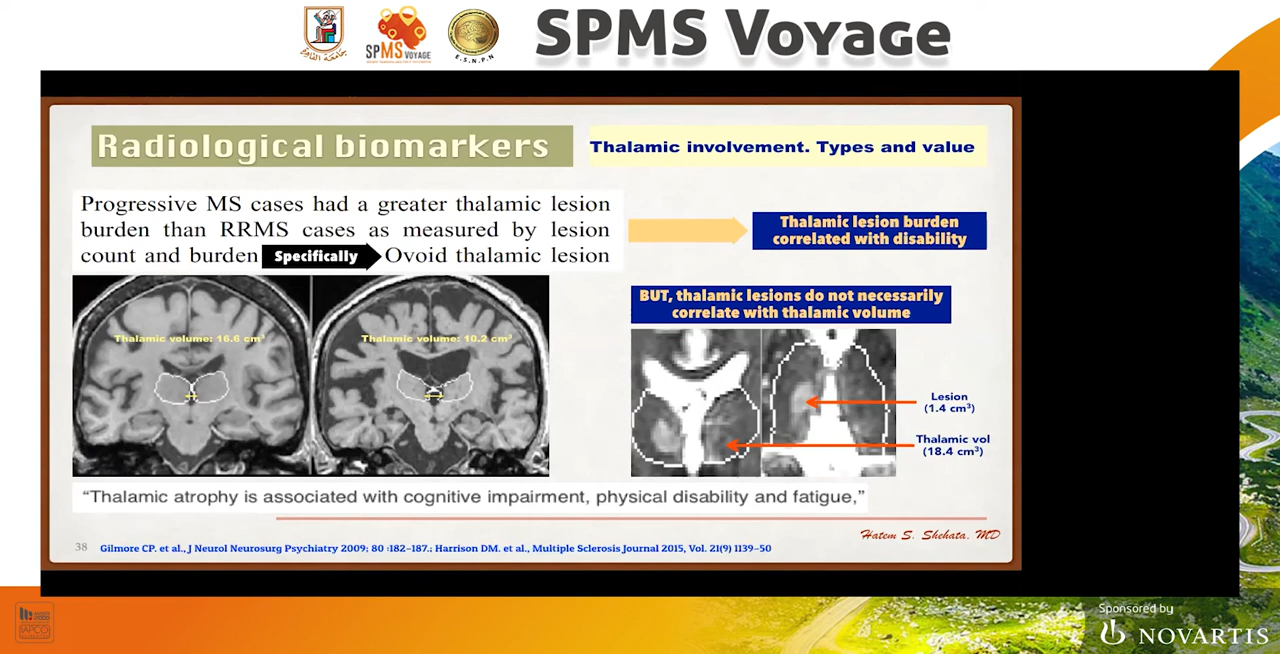 SPMS Voyage
جامعة القاهرة
SPMS VOYAGE
E.S.N.P.N
Radiological biomarkers
Thalamic involvement. Types and value
Progressive MS cases had a greater thalamic lesion
burden than RRMS cases as measured by lesion
count and burden Specifically Ovoid thalamic lesion
Thalamic lesion burden
correlated with disability
Thalamic volume: 16.6 cm³
Thalamic volume: 10.2 cm³
BUT, thalamic lesions do not necessarily
correlate with thalamic volume
Lesion
(1.4 cm³)
Thalamic vol
(18.4 cm³)
“Thalamic atrophy is associated with cognitive impairment, physical disability and fatigue,”
Hatem S. Shehata, MD
38
Gilmore CP. et al., J Neurol Neurosurg Psychiatry 2009; 80 :182–187.; Harrison DM. et al., Multiple Sclerosis Journal 2015, Vol. 21(9) 1139–50
IAPCO
Sponsored by
NOVARTIS